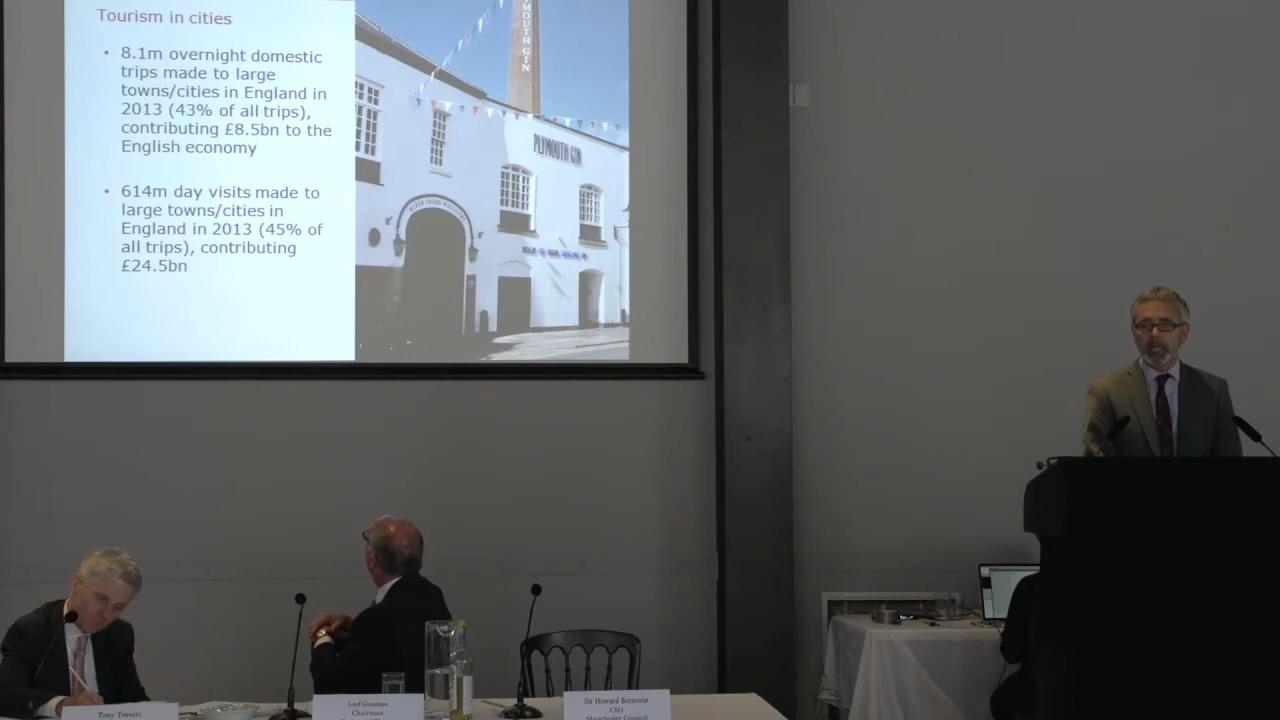 Tourism in cities
• 8.1m overnight domestic
trips made to large
towns/cities in England in
2013 (43% of all trips),
contributing £8.5bn to the
English economy
• 614m day visits made to
large towns/cities in
England in 2013 (45% of
all trips), contributing
£24.5bn
MOUTH GIN
PLYMOUTH GIN
Tony Travers
Loyd Grossman
Chairman
Sir Howard Bernstein
CEO
Manchester Council